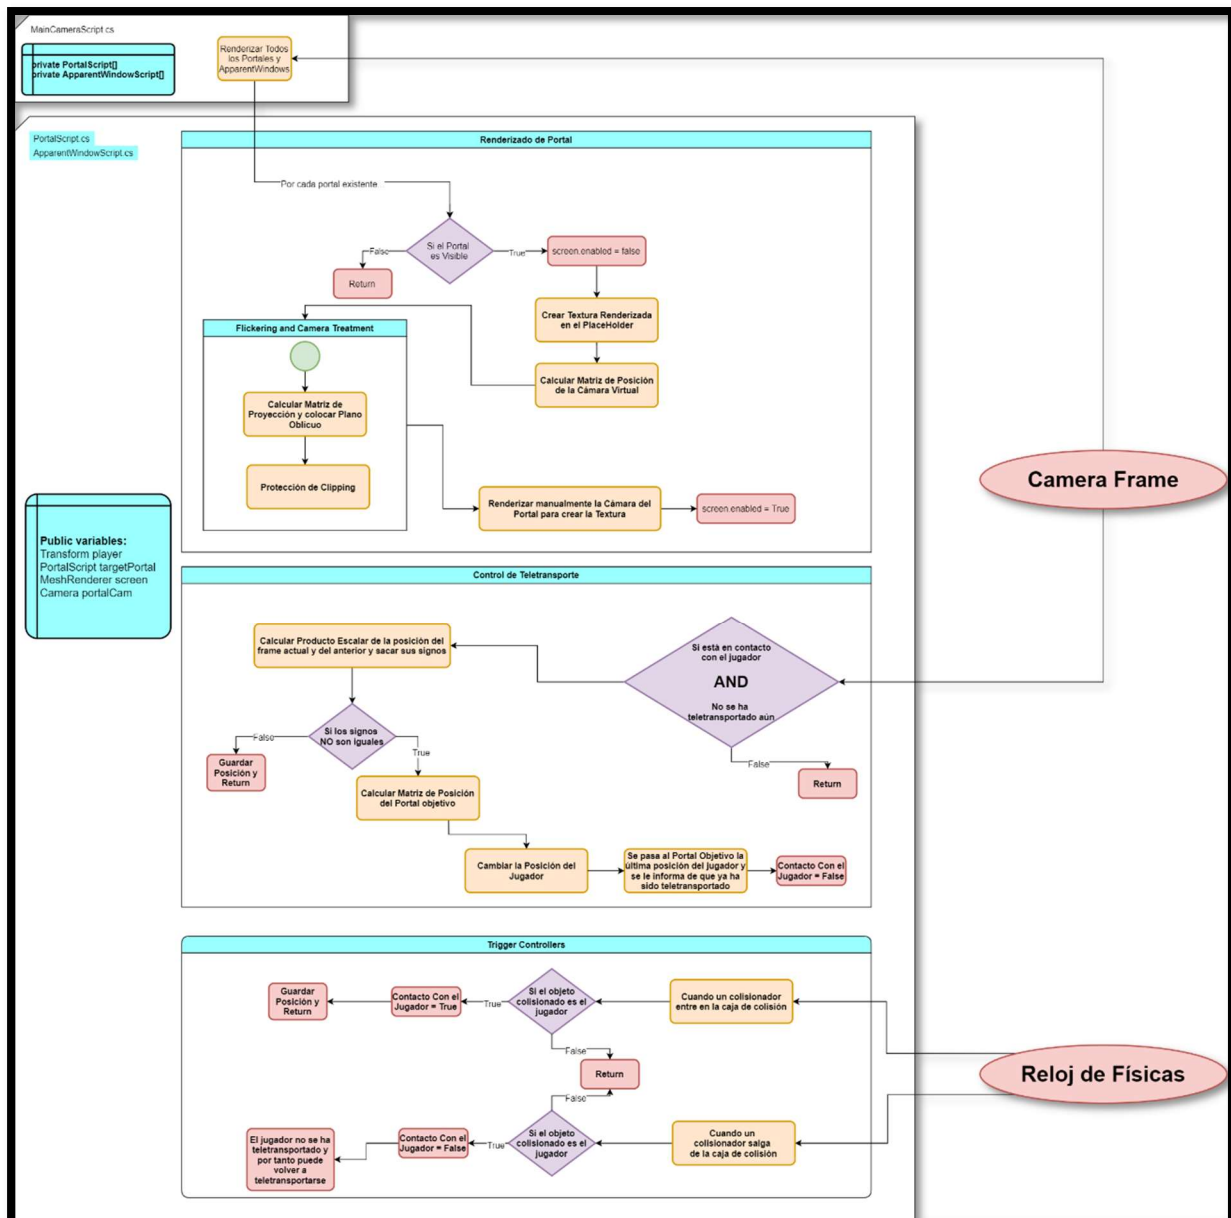 MainCameraScript.cs
private PortalScript[]
private ApparentWindowScript[]
Renderizar Todos
los Portales y
ApparentWindows
PortalScript.cs
ApparentWindowScript.cs
Renderizado de Portal
Por cada portal existente
Si el Portal
es Visible
False
True
screen.enabled = false
Return
Crear Textura Renderizada
en el PlaceHolder
Flickering and Camera Treatment
Calcular Matriz de Posición
de la Cámara Virtual
Calcular Matriz de
Proyección y colocar Plano
Oblicuo
Protección de Clipping
Renderizar manualmente la Cámara del
Portal para crear la Textura
screen.enabled = True
Camera Frame
Public variables:
Transform player
PortalScript targetPortal
MeshRenderer screen
Camera portalCam
Control de Teletransporte
Calcular Producto Escalar de la posición del
frame actual y del anterior y sacar sus signos
Si está en contacto
con el jugador
AND
No se ha
teletransportado aún
Si los signos
NO son iguales
False
True
False
Guardar
Posición y
Return
Return
Calcular Matriz de Posición
del Portal objetivo
Cambiar la Posición del
Jugador
Se pasa al Portal Objetivo la
última posición del jugador y
se le informa de que ya ha
sido teletransportado
Contacto Con el
Jugador = False
Trigger Controllers
Guardar
Posición y
Return
Contacto Con el
Jugador = True
True
Si el objeto
colisionado es el
jugador
Cuando un colisionador
entre en la caja de colisión
False
Return
False
Reloj de Físicas
El jugador no se ha
teletransportado y
por tanto puede
volver a
teletransportarse
Contacto Con el
Jugador = False
True
Si el objeto
colisionado es el
jugador
Cuando un
colisionador salga
de la caja de colisión